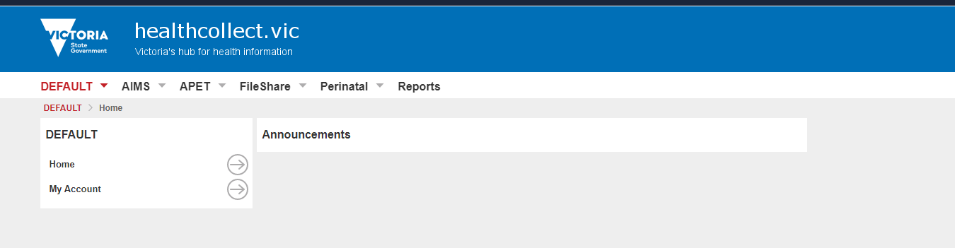 VICTORIA
State
Government
healthcollect.vic
Victoria's hub for health information
DEFAULT AIMS APET FileShare Perinatal Reports
DEFAULT Home
DEFAULT
Home
My Account
Announcements